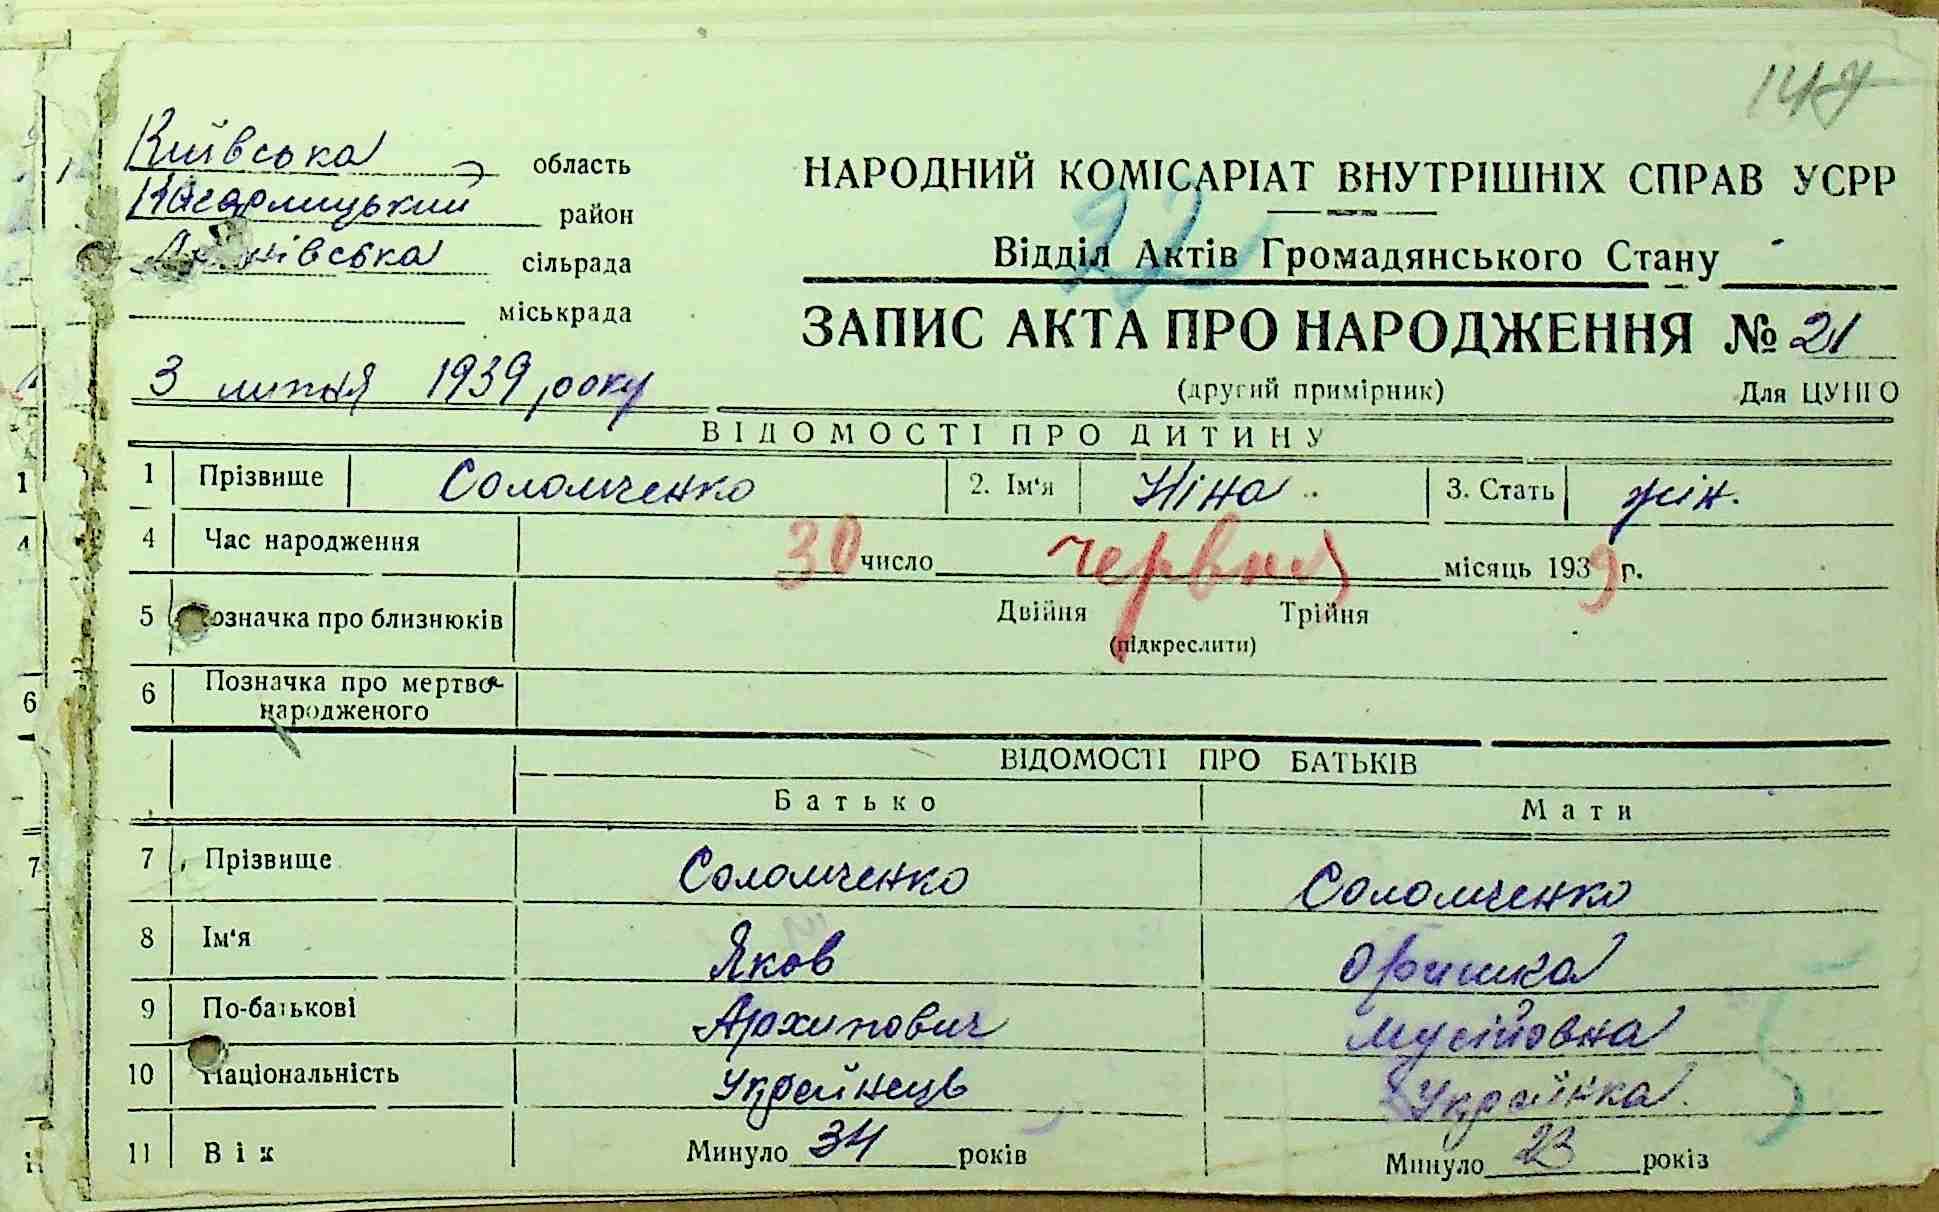 147
Київська область
Кагарлицький район
сільрада
міськрада
3 липня 1939 року
НАРОДНИЙ КОМІСАРІАТ ВНУТРІШНІХ СПРАВ УСРР
22
Відділ Актів Громадянського Стану
ЗАПИС АКТА ПРО НАРОДЖЕННЯ № 21
(другий примірник) Для ЦУНГО
ВІДОМОСТІ ПРО ДИТИНУ
1 Прізвище Соломченко 2. Ім'я Ніна 3. Стать жін.
4 Час народження 30 число червня місяць 1939 р.
5 Позначка про близнюків Двійня Трійня
(підкреслити)
6 Позначка про мертво-
народженого
ВІДОМОСТІ ПРО БАТЬКІВ
Батько Мати
7 Прізвище Соломченко Соломченко
8 Ім'я Яков Оришка
9 По-батькові Архипович Мусійовна
10 Національність Українець Українка
11 Вік Минуло 34 років Минуло 23 років